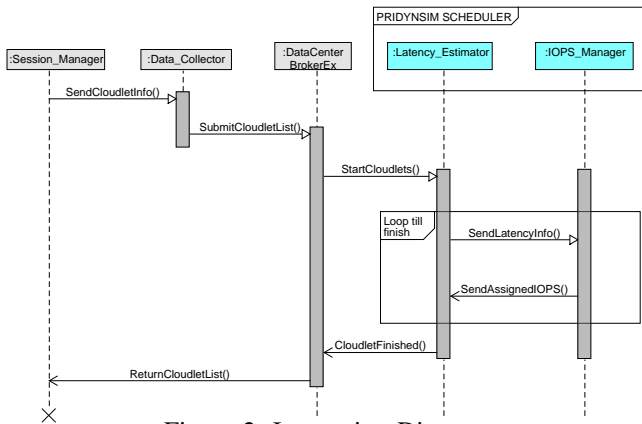 PRIDYNSIM SCHEDULER
:Session_Manager
:Data_Collector
:DataCenter
BrokerEx
:Latency_Estimator
:IOPS_Manager
SendCloudletInfo()
SubmitCloudletList()
StartCloudlets()
Loop till
finish
SendLatencyInfo()
SendAssignedIOPS()
CloudletFinished()
ReturnCloudletList()